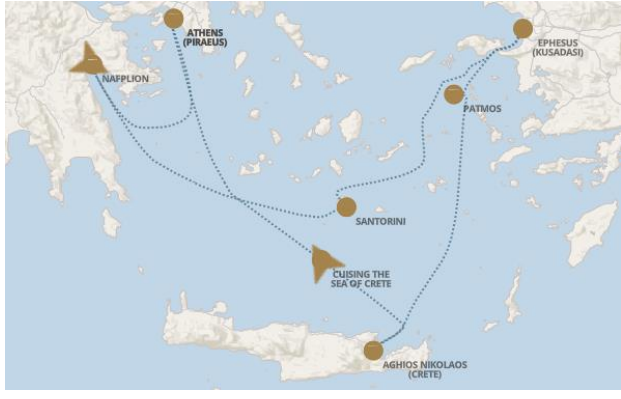 ATHENS
(PIRAEUS)
EPHESUS
(KUSADASI)
NAFPLION
PATMOS
SANTORINI
CUISING THE
SEA OF CRETE
AGHIOS NIKOLAOS
(CRETE)